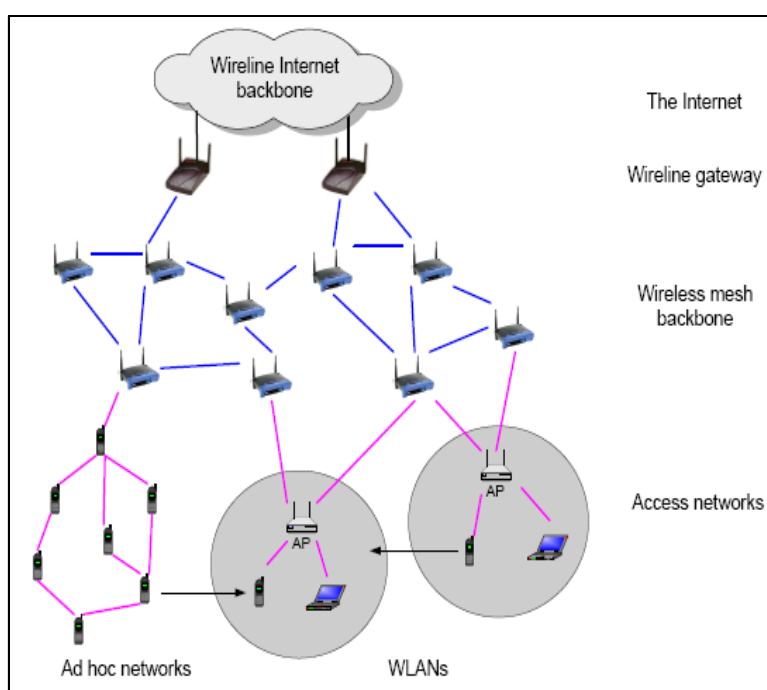 Wireline Internet
backbone
The Internet
Wireline gateway
Wireless mesh
backbone
AP
Access networks
AP
Ad hoc networks
WLANs